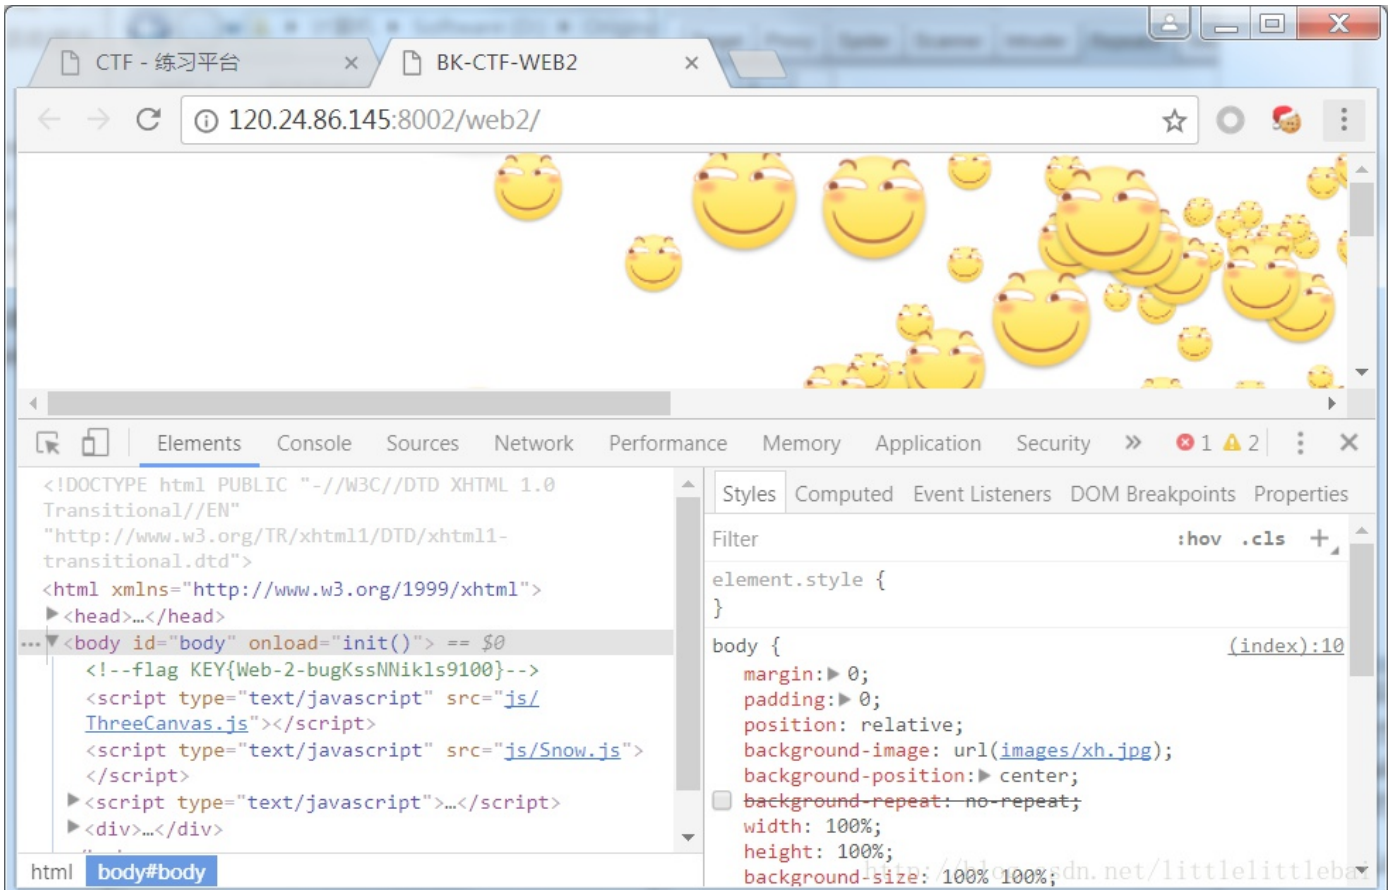 CTF - 练习平台
BK-CTF-WEB2
120.24.86.145:8002/web2/
Elements Console Sources Network Performance Memory Application Security » 1 2
<!DOCTYPE html PUBLIC "-//W3C//DTD XHTML 1.0
Transitional//EN"
"http://www.w3.org/TR/xhtml1/DTD/xhtml1-
transitional.dtd">
<html xmlns="http://www.w3.org/1999/xhtml">
<head>…</head>
<body id="body" onload="init()"> == $0
<!--flag KEY{Web-2-bugKssNNikls9100}-->
<script type="text/javascript" src="js/
ThreeCanvas.js"></script>
<script type="text/javascript" src="js/Snow.js">
</script>
<script type="text/javascript">…</script>
<div>…</div>
html body#body
Styles Computed Event Listeners DOM Breakpoints Properties
Filter :hov .cls +
element.style {
}
body { (index):10
margin: 0;
padding: 0;
position: relative;
background-image: url(images/xh.jpg);
background-position: center;
background-repeat: no-repeat;
width: 100%;
height: 100%;
background-size: 100% 100%;
http://blog.csdn.net/littlelittlebai